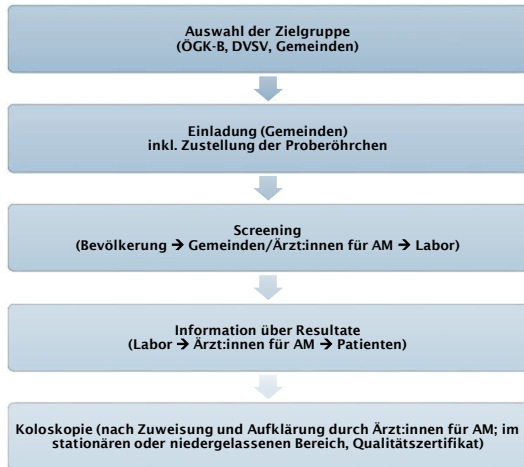 Auswahl der Zielgruppe
(ÖGK-B, DVSV, Gemeinden)
Einladung (Gemeinden)
inkl. Zustellung der Proberöhrchen
Screening
(Bevölkerung → Gemeinden/Ärzt:innen für AM → Labor)
Information über Resultate
(Labor → Ärzt:innen für AM → Patienten)
Koloskopie (nach Zuweisung und Aufklärung durch Ärzt:innen für AM; im
stationären oder niedergelassenen Bereich, Qualitätszertifikat)